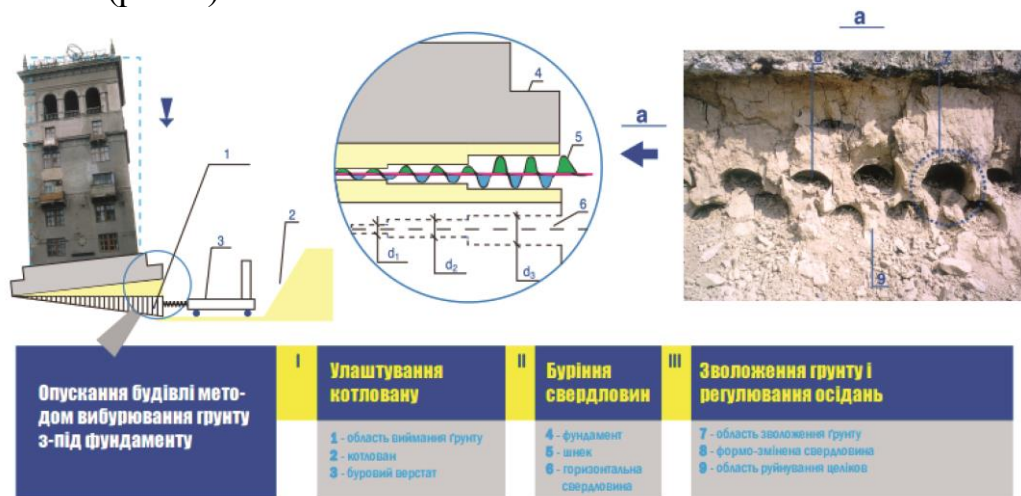 а
1
2
3
4
5
6
d₁
d₂
d₃
а
8
7
9
Опускання будівлі мето-
дом вибурювання ґрунту
з-під фундаменту
I
Улаштування
котловану
1 - область виймання ґрунту
2 - котлован
3 - буровий верстат
II
Буріння
свердловин
4 - фундамент
5 - шнек
6 - горизонтальна
свердловина
III
Зволоження ґрунту і
регулювання осідань
7 - область зволоження ґрунту
8 - формо-змінена свердловина
9 - область руйнування целіков